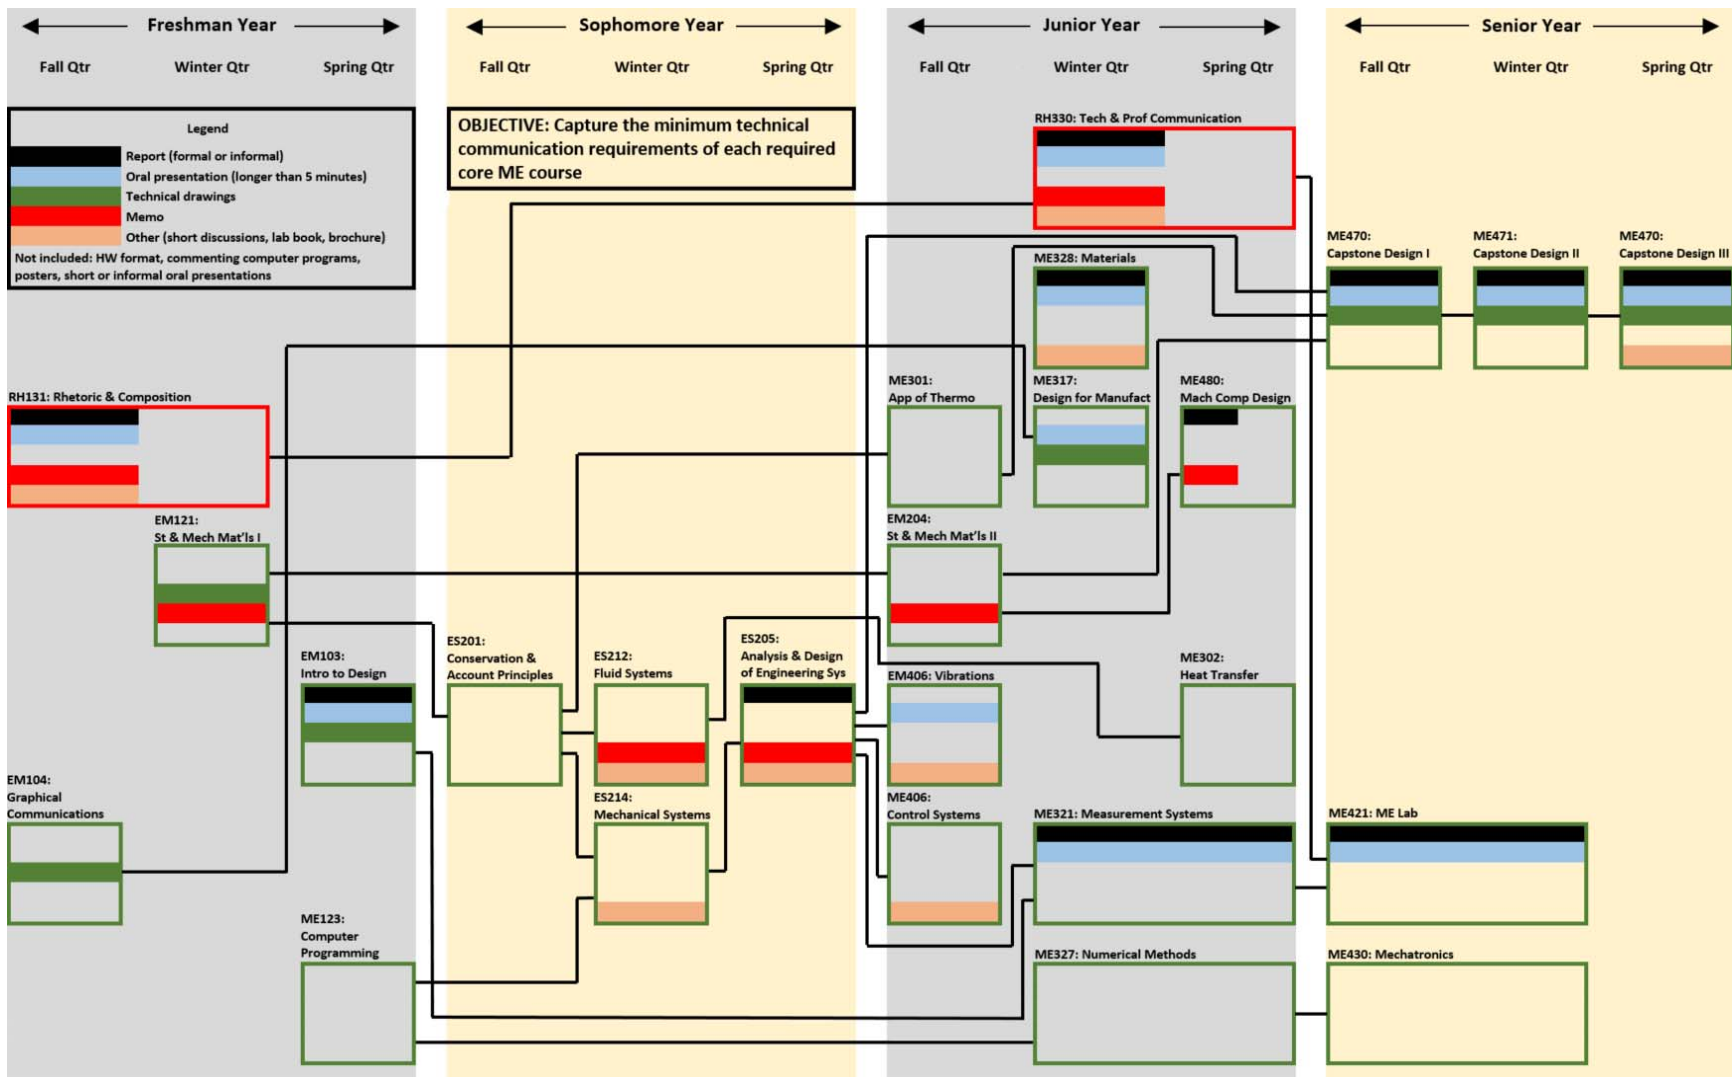 Freshman Year
Sophomore Year
Junior Year
Senior Year
Fall Qtr
Winter Qtr
Spring Qtr
Fall Qtr
Winter Qtr
Spring Qtr
Fall Qtr
Winter Qtr
Spring Qtr
Fall Qtr
Winter Qtr
Spring Qtr
Legend
Report (formal or informal)
Oral presentation (longer than 5 minutes)
Technical drawings
Memo
Other (short discussions, lab book, brochure)
Not included: HW format, commenting computer programs,
posters, short or informal oral presentations
OBJECTIVE: Capture the minimum technical
communication requirements of each required
core ME course
RH330: Tech & Prof Communication
ME470:
Capstone Design I
ME471:
Capstone Design II
ME470:
Capstone Design III
ME328: Materials
RH131: Rhetoric & Composition
ME301:
App of Thermo
ME317:
Design for Manufact
ME480:
Mach Comp Design
EM121:
St & Mech Mat'ls I
EM204:
St & Mech Mat'ls II
EM103:
Intro to Design
ES201:
Conservation &
Account Principles
ES212:
Fluid Systems
ES205:
Analysis & Design
of Engineering Sys
EM406: Vibrations
ME302:
Heat Transfer
EM104:
Graphical
Communications
ES214:
Mechanical Systems
ME406:
Control Systems
ME321: Measurement Systems
ME421: ME Lab
ME123:
Computer
Programming
ME327: Numerical Methods
ME430: Mechatronics